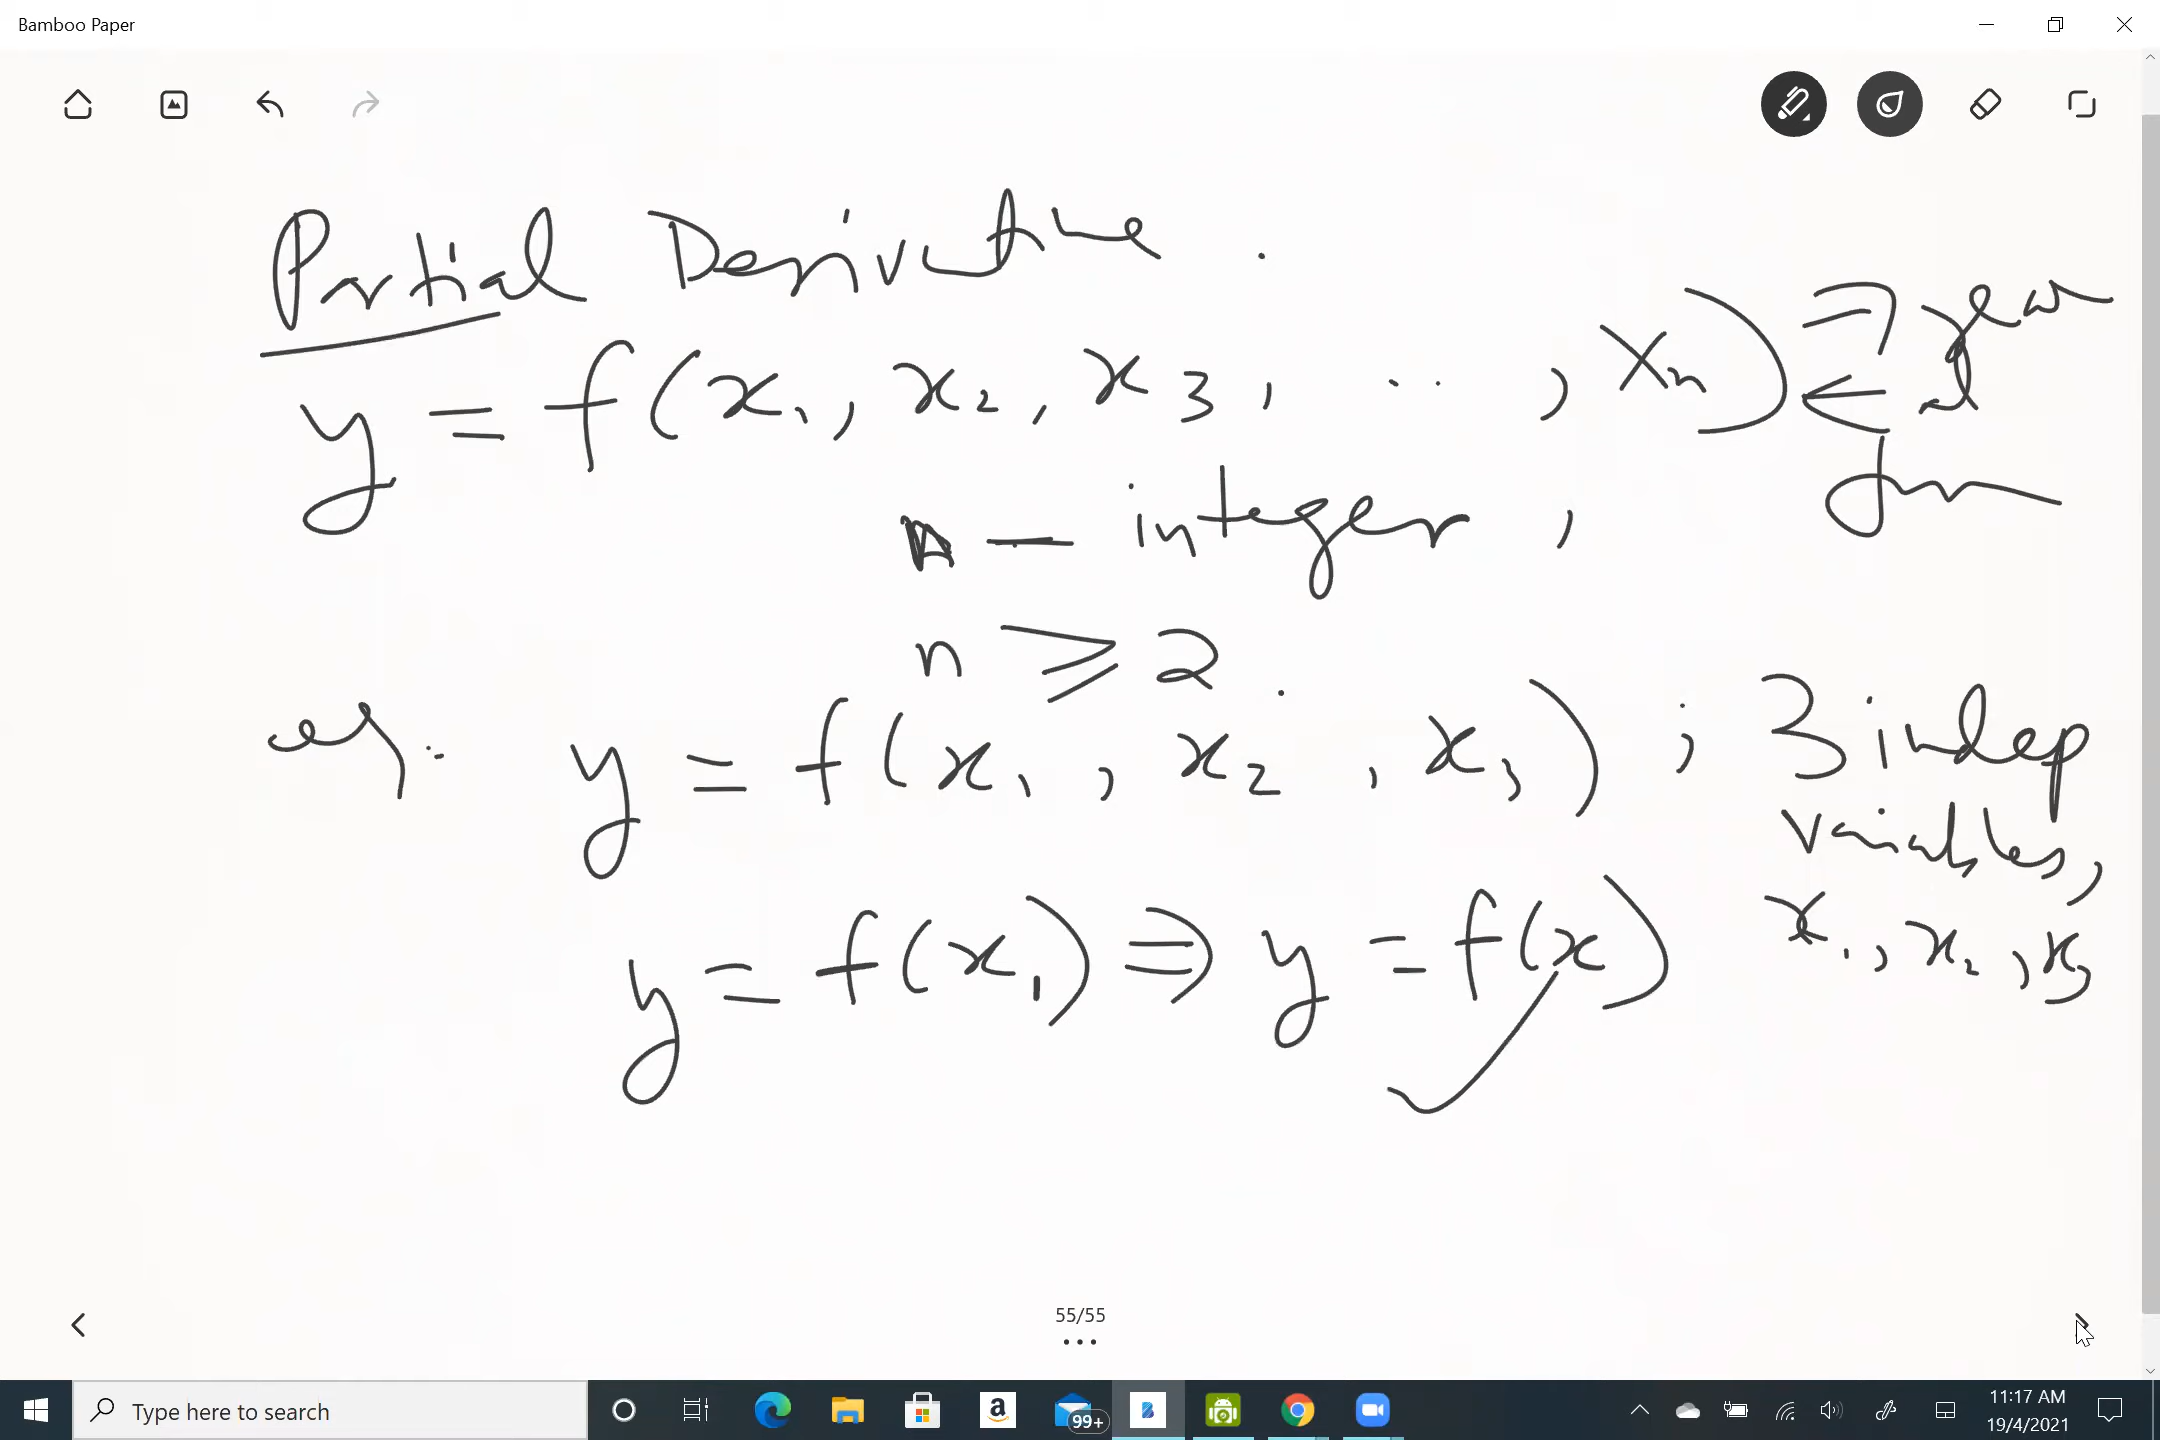 Bamboo Paper
Partial Derivative.
y = f(x1, x2, x3, ..., xn) ⇒
n — integer,
n ≥ 2.
eg: y = f(x1, x2, x3) ; 3 indep
variables,
x1, x2, x3
y = f(x1) ⇒ y = f(x)
55/55
Type here to search
99+
11:17 AM
19/4/2021